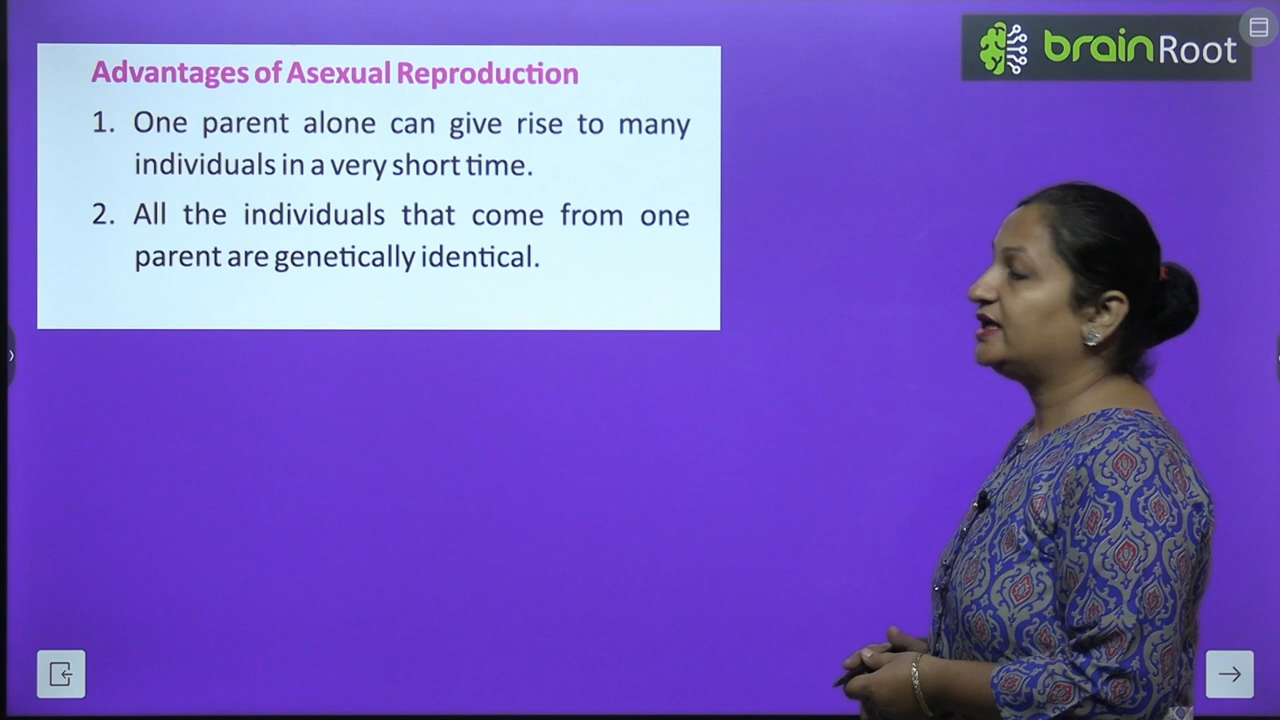 brainRoot
Advantages of Asexual Reproduction
1. One parent alone can give rise to many
individuals in a very short time.
2. All the individuals that come from one
parent are genetically identical.